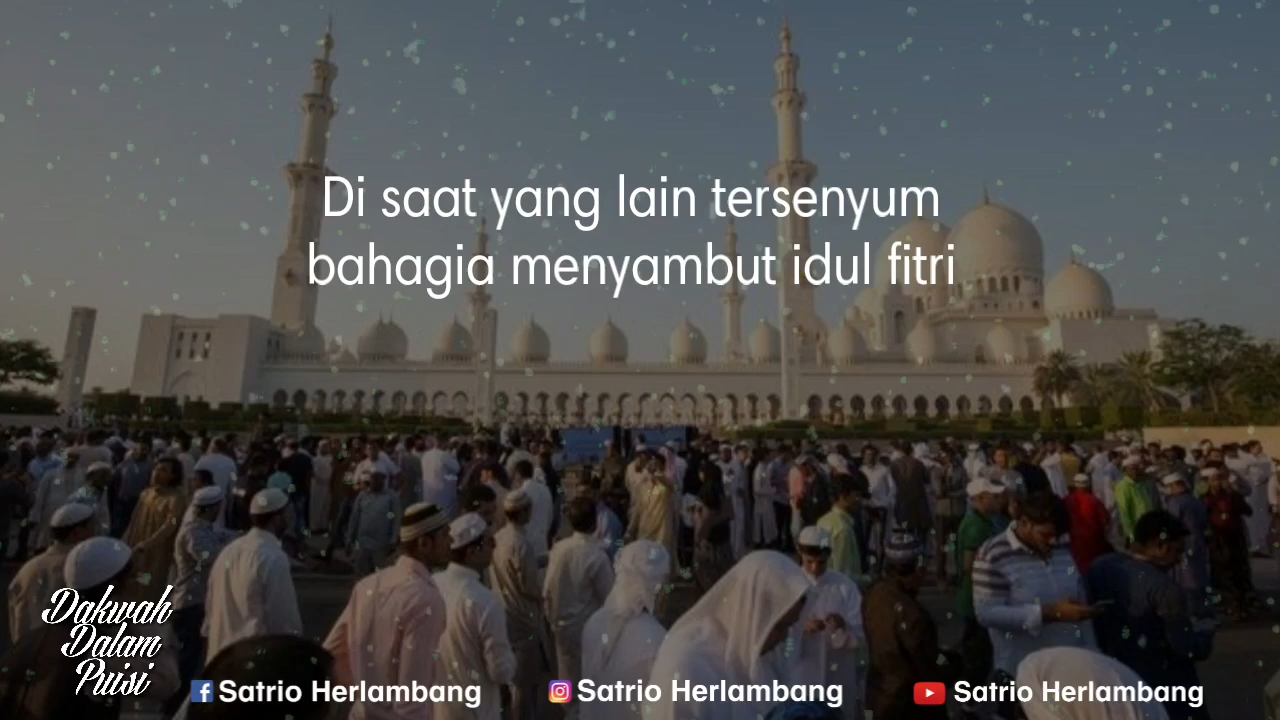 Di saat yang lain tersenyum
bahagia menyambut idul fitri
Dakwah
Dalam
Puisi
Satrio Herlambang
Satrio Herlambang
Satrio Herlambang